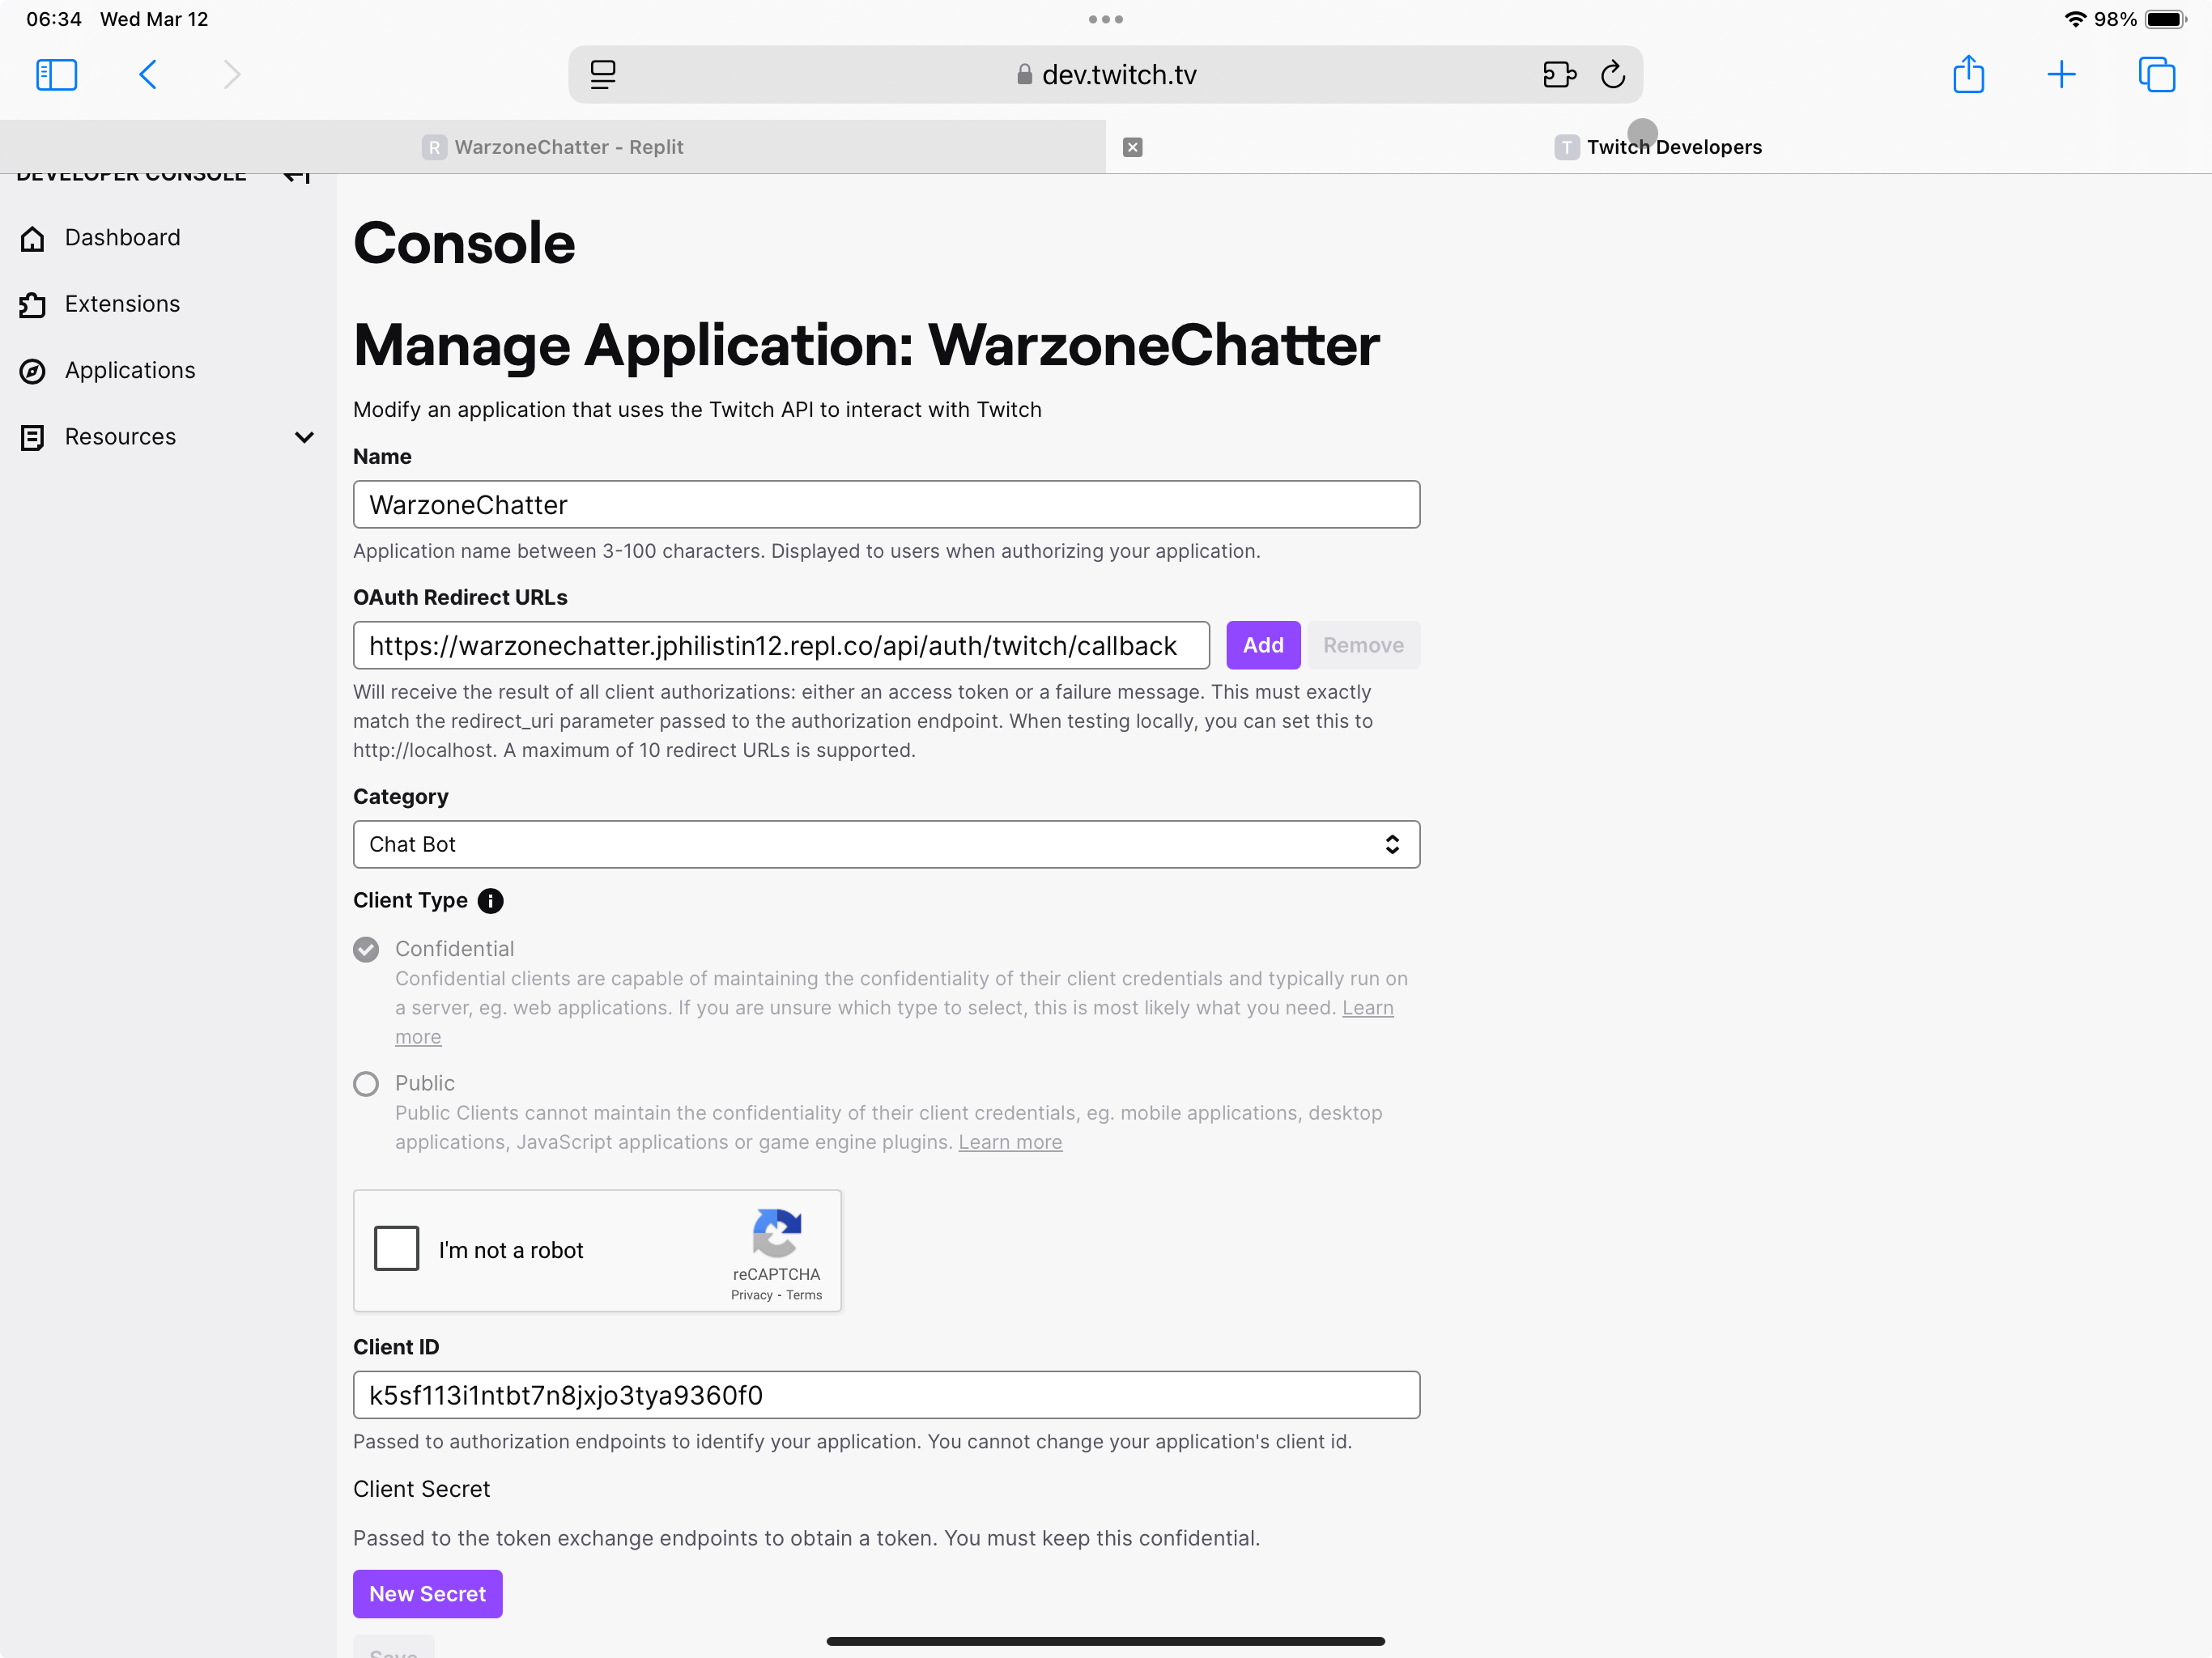 06:34 Wed Mar 12
98%
dev.twitch.tv
R WarzoneChatter - Replit
T Twitch Developers
DEVELOPER CONSOLE
Dashboard
Extensions
Applications
Resources
Console
Manage Application: WarzoneChatter
Modify an application that uses the Twitch API to interact with Twitch
Name
WarzoneChatter
Application name between 3-100 characters. Displayed to users when authorizing your application.
OAuth Redirect URLs
https://warzonechatter.jphilistin12.repl.co/api/auth/twitch/callback
Add
Remove
Will receive the result of all client authorizations: either an access token or a failure message. This must exactly
match the redirect_uri parameter passed to the authorization endpoint. When testing locally, you can set this to
http://localhost. A maximum of 10 redirect URLs is supported.
Category
Chat Bot
Client Type
Confidential
Confidential clients are capable of maintaining the confidentiality of their client credentials and typically run on
a server, eg. web applications. If you are unsure which type to select, this is most likely what you need. Learn
more
Public
Public Clients cannot maintain the confidentiality of their client credentials, eg. mobile applications, desktop
applications, JavaScript applications or game engine plugins. Learn more
I'm not a robot
reCAPTCHA
Privacy - Terms
Client ID
k5sf113i1ntbt7n8jxjo3tya9360f0
Passed to authorization endpoints to identify your application. You cannot change your application's client id.
Client Secret
Passed to the token exchange endpoints to obtain a token. You must keep this confidential.
New Secret
Save